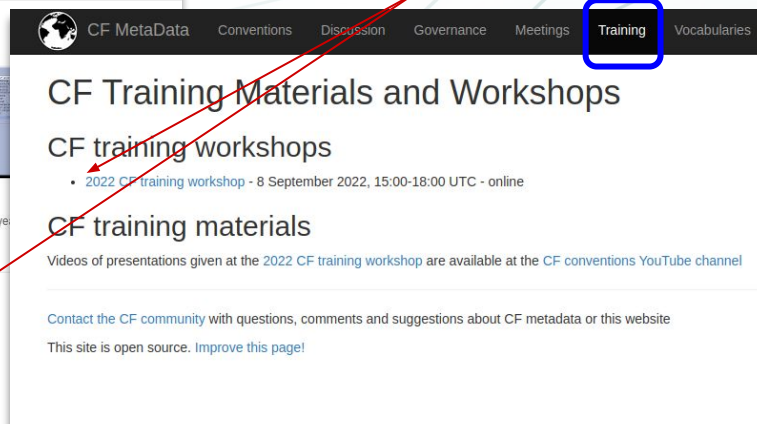 CF MetaData Conventions Discussion Governance Meetings Training Vocabularies
CF Training Materials and Workshops
CF training workshops
2022 CF training workshop - 8 September 2022, 15:00-18:00 UTC - online
CF training materials
Videos of presentations given at the 2022 CF training workshop are available at the CF conventions YouTube channel
Contact the CF community with questions, comments and suggestions about CF metadata or this website
This site is open source. Improve this page!